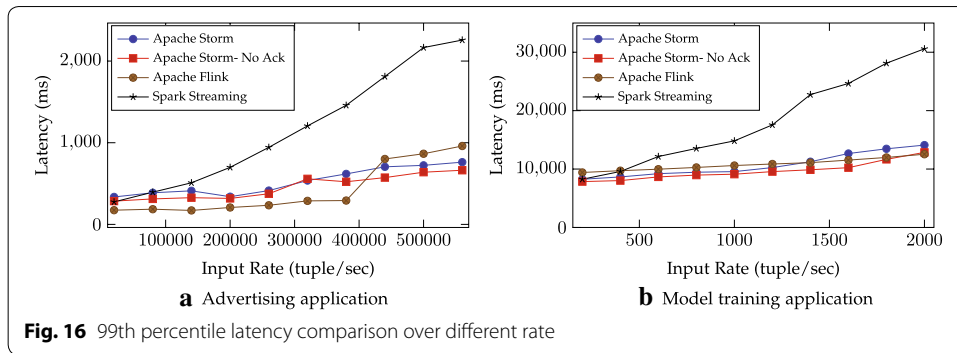 Apache Storm
Apache Storm- No Ack
Apache Flink
Spark Streaming
2,000
1,000
0
Latency (ms)
100000 200000 300000 400000 500000
Input Rate (tuple/sec)
a Advertising application
Apache Storm
Apache Storm- No Ack
Apache Flink
Spark Streaming
30,000
20,000
10,000
0
Latency (ms)
500 1000 1500 2000
Input Rate (tuple/sec)
b Model training application
Fig. 16 99th percentile latency comparison over different rate